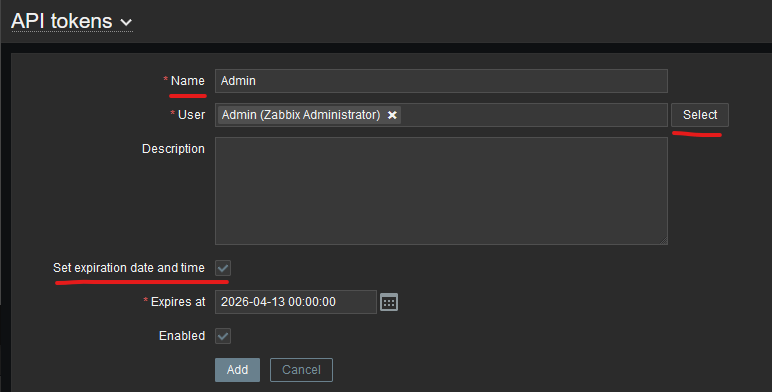 API tokens
* Name Admin
* User Admin (Zabbix Administrator) Select
Description
Set expiration date and time
* Expires at 2026-04-13 00:00:00
Enabled
Add Cancel